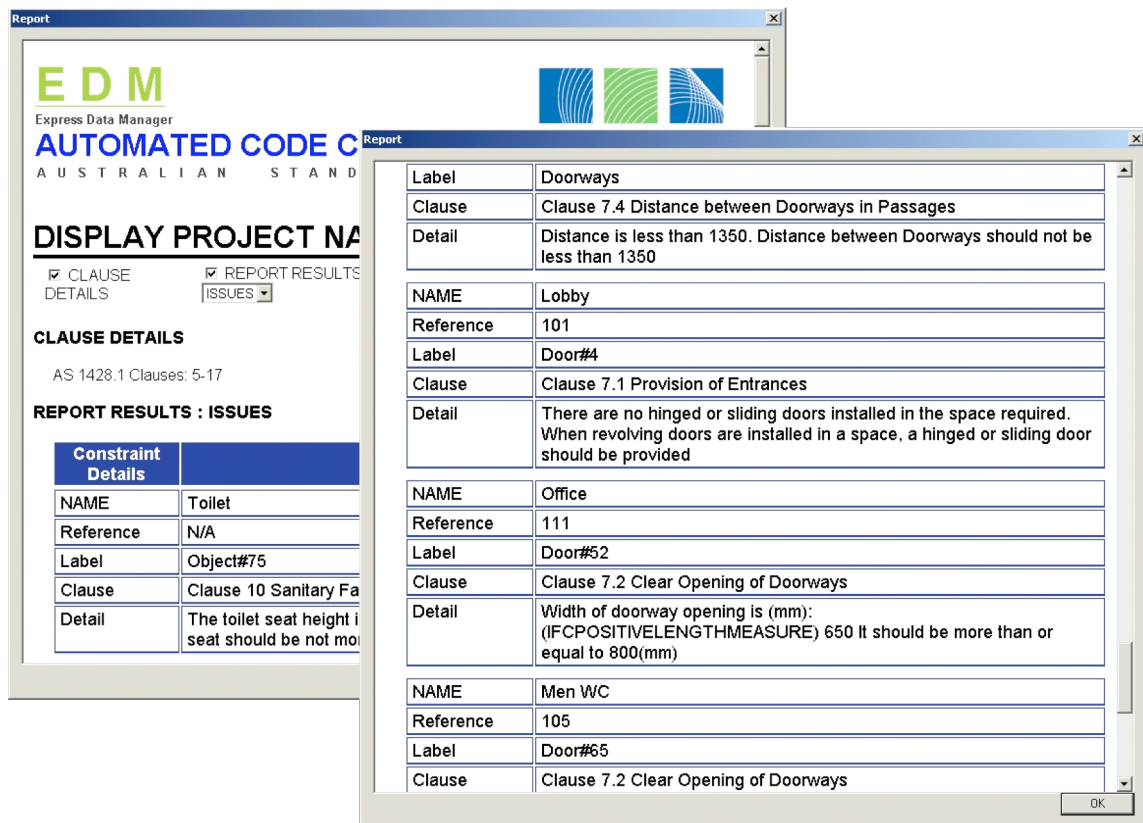 Report
E D M
Express Data Manager
AUTOMATED CODE C
AUSTRALIAN STAND
DISPLAY PROJECT NA
CLAUSE DETAILS
REPORT RESULTS
ISSUES
CLAUSE DETAILS
AS 1428.1 Clauses: 5-17
REPORT RESULTS : ISSUES
Constraint Details
NAME Toilet
Reference N/A
Label Object#75
Clause Clause 10 Sanitary Fa
Detail The toilet seat height i
seat should be not mo
Report
Label Doorways
Clause Clause 7.4 Distance between Doorways in Passages
Detail Distance is less than 1350. Distance between Doorways should not be
less than 1350
NAME Lobby
Reference 101
Label Door#4
Clause Clause 7.1 Provision of Entrances
Detail There are no hinged or sliding doors installed in the space required.
When revolving doors are installed in a space, a hinged or sliding door
should be provided
NAME Office
Reference 111
Label Door#52
Clause Clause 7.2 Clear Opening of Doorways
Detail Width of doorway opening is (mm):
(IFCPOSITIVELENGTHMEASURE) 650 It should be more than or
equal to 800(mm)
NAME Men WC
Reference 105
Label Door#65
Clause Clause 7.2 Clear Opening of Doorways
OK